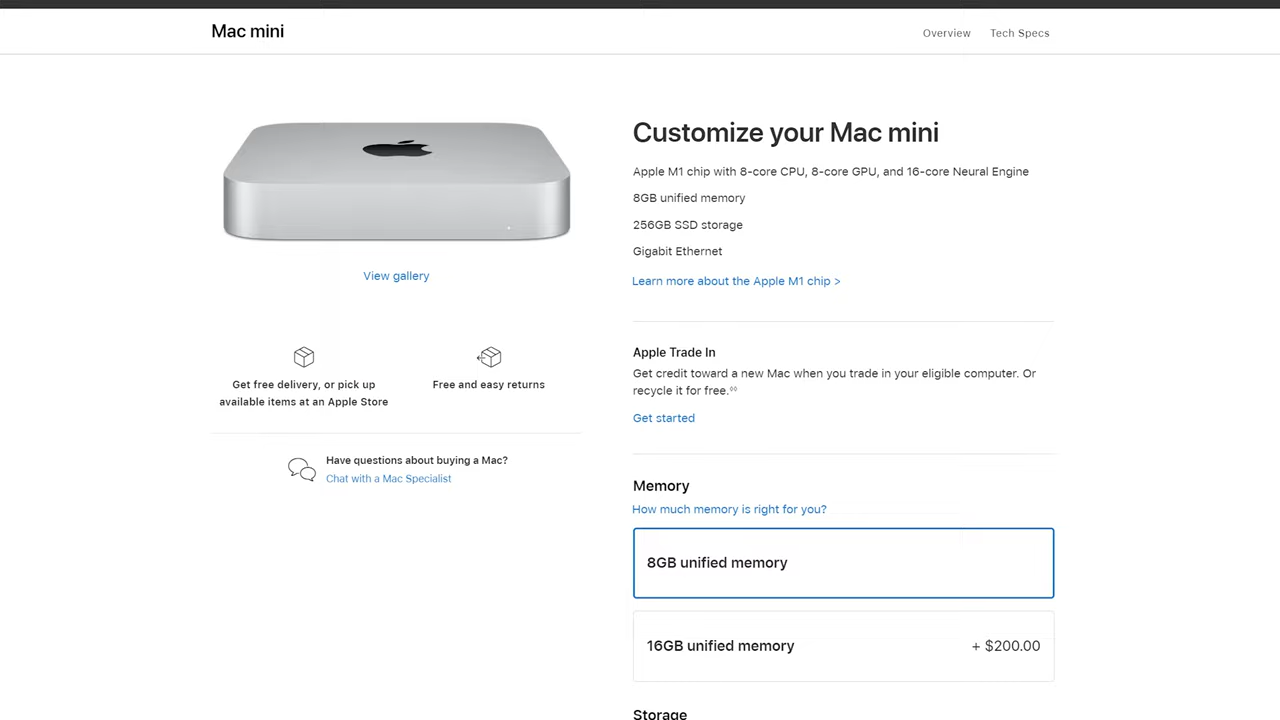 Mac mini
Overview
Tech Specs
View gallery
Get free delivery, or pick up
available items at an Apple Store
Free and easy returns
Have questions about buying a Mac?
Chat with a Mac Specialist
Customize your Mac mini
Apple M1 chip with 8-core CPU, 8-core GPU, and 16-core Neural Engine
8GB unified memory
256GB SSD storage
Gigabit Ethernet
Learn more about the Apple M1 chip >
Apple Trade In
Get credit toward a new Mac when you trade in your eligible computer. Or
recycle it for free.◊◊
Get started
Memory
How much memory is right for you?
8GB unified memory
16GB unified memory + $200.00
Storage